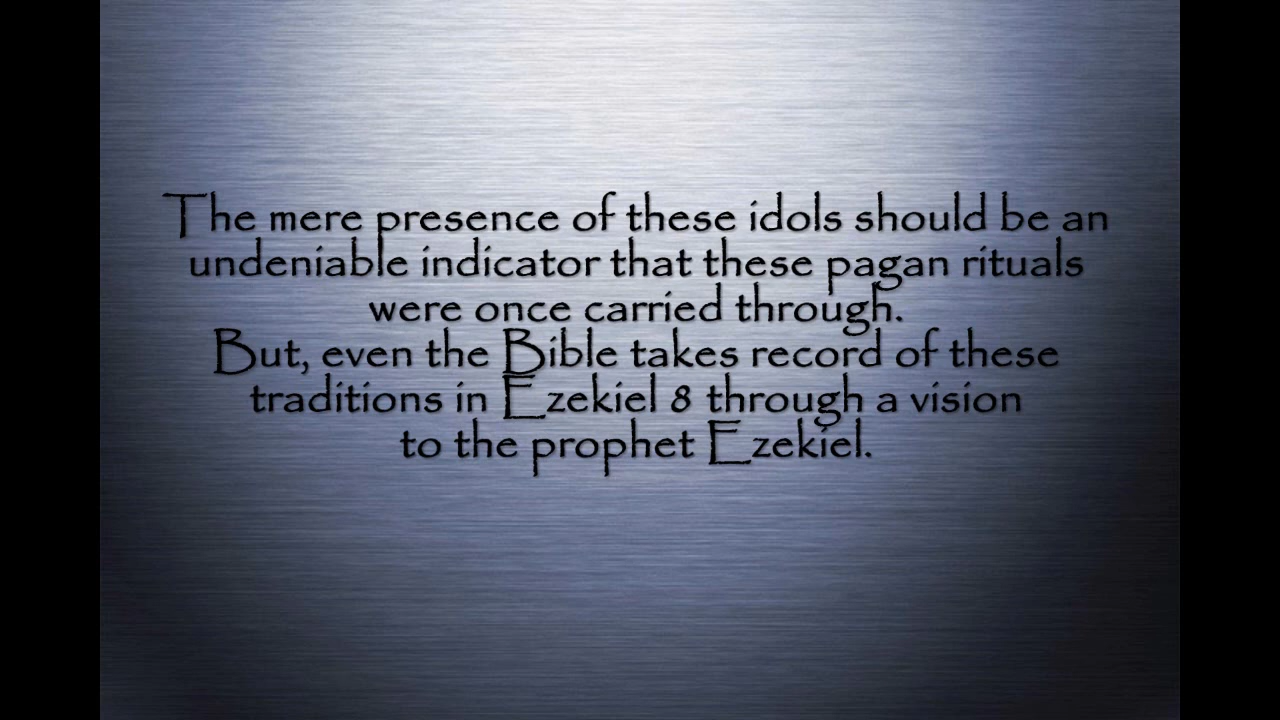 The mere presence of these idols should be an
undeniable indicator that these pagan rituals
were once carried through.
But, even the Bible takes record of these
traditions in Ezekiel 8 through a vision
to the prophet Ezekiel.